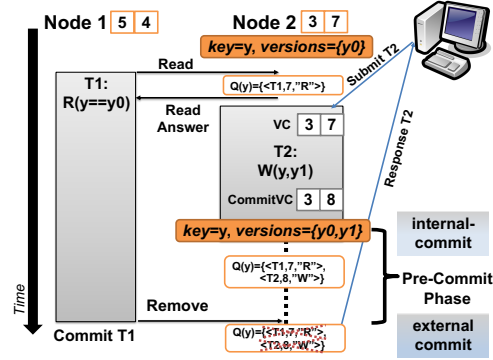 Node 1 5 4
Node 2 3 7
key=y, versions={y0}
Submit T2
Read
Q(y)={<T1,7,"R">}
T1:
R(y==y0)
Read
Answer
VC 3 7
T2:
W(y,y1)
CommitVC 3 8
Response T2
key=y, versions={y0,y1}
internal-
commit
Q(y)={<T1,7,"R">,
<T2,8,"W">}
Pre-Commit
Phase
Remove
Time
Commit T1
Q(y)={<T1,7,"R">,
<T2,8,"W">}
external
commit